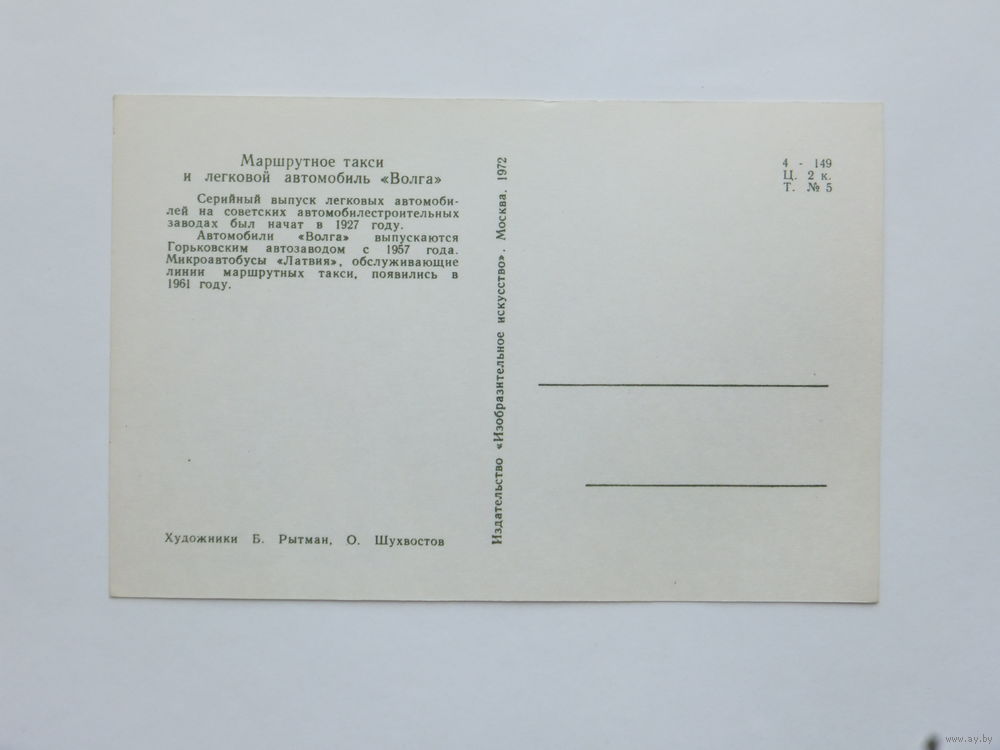 Маршрутное такси
и легковой автомобиль «Волга»
Серийный выпуск легковых автомоби-
лей на советских автомобилестроительных
заводах был начат в 1927 году.
Автомобили «Волга» выпускаются
Горьковским автозаводом с 1957 года.
Микроавтобусы «Латвия», обслуживающие
линии маршрутных такси, появились в
1961 году.
Художники Б. Рытман, О. Шухвостов
Издательство «Изобразительное искусство». Москва. 1972
4 - 149
Ц. 2 к.
Т. № 5
www.ay.by